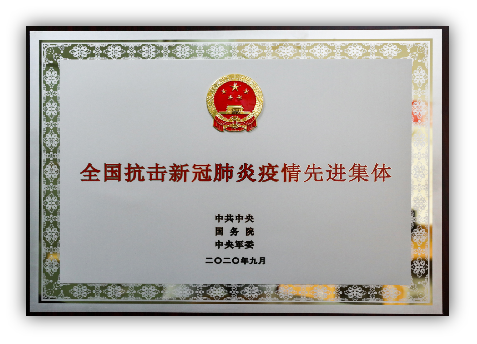 全国抗击新冠肺炎疫情先进集体
中共中央
国务院
中央军委
二〇二〇年九月